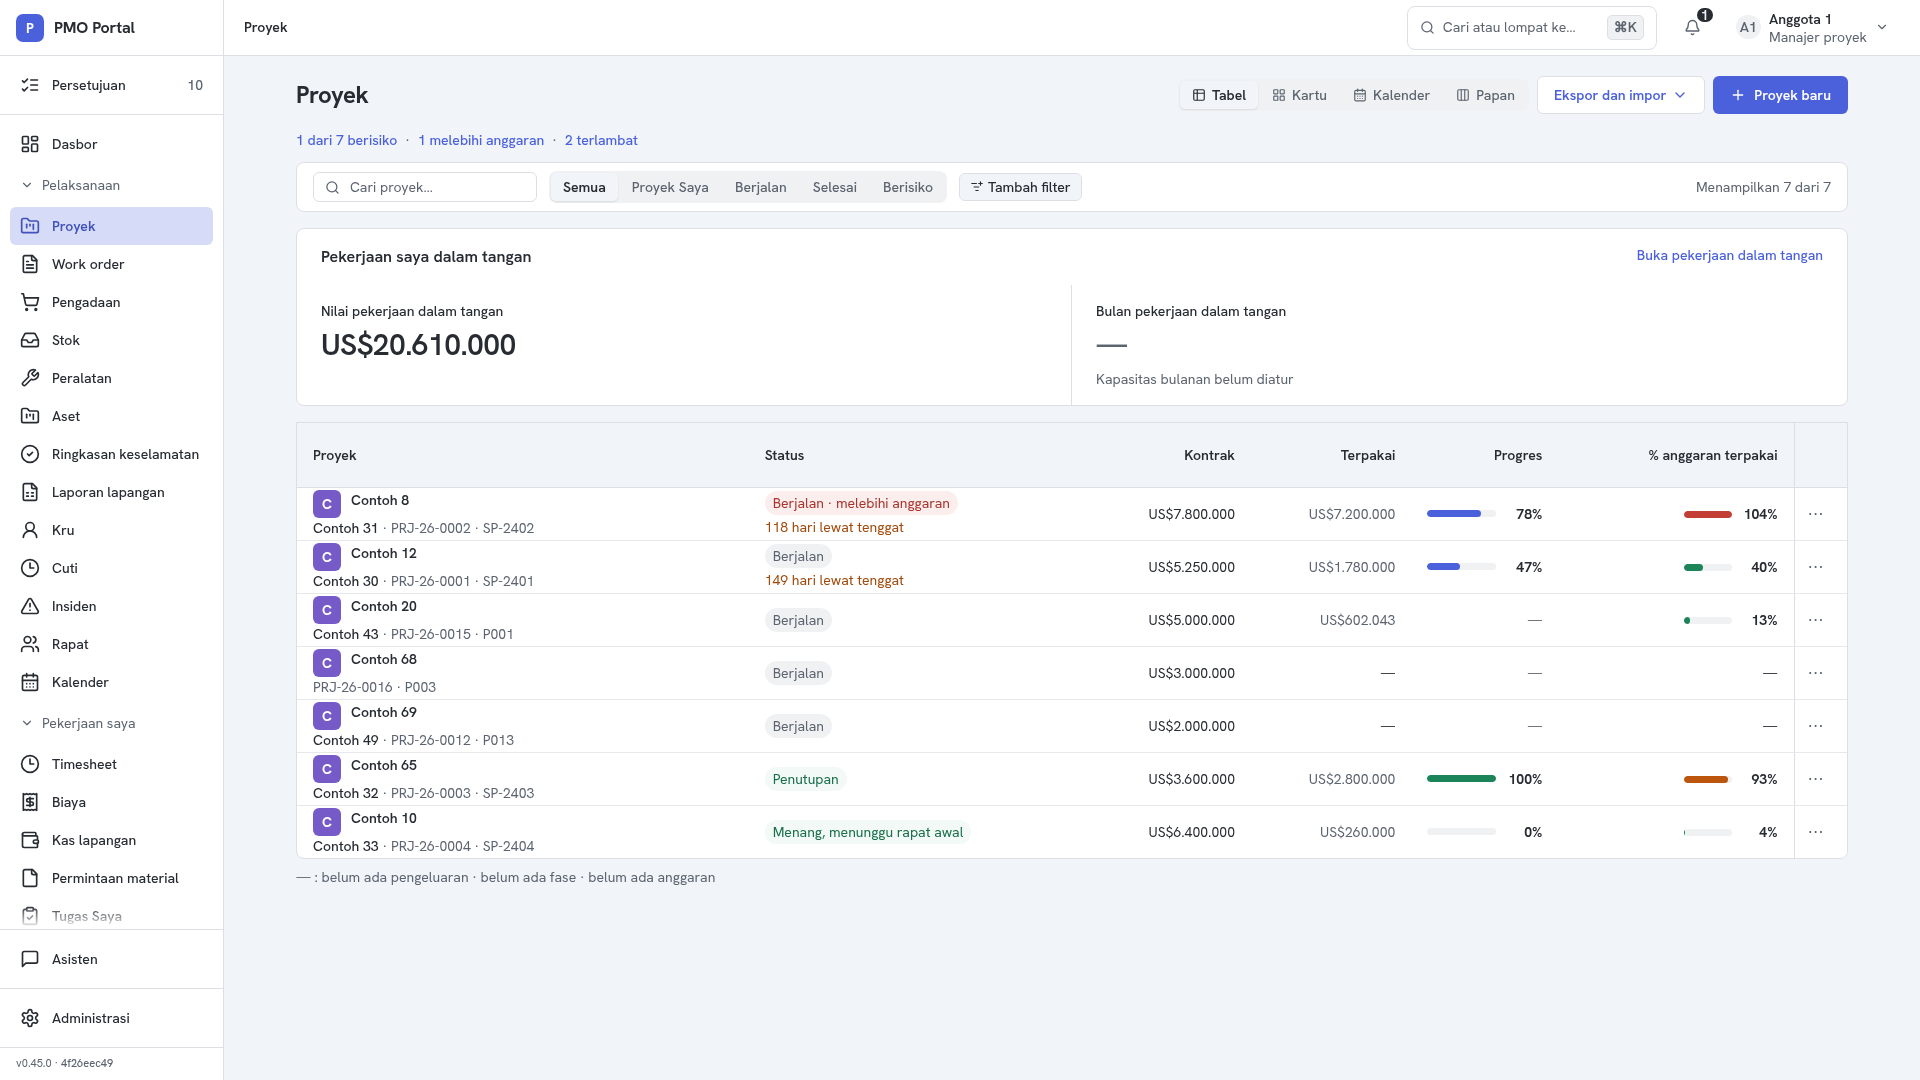 P PMO Portal
Proyek
Cari atau lompat ke... ⌘K
1
A1
Anggota 1
Manajer proyek
Persetujuan 10
Dasbor
Pelaksanaan
Proyek
Work order
Pengadaan
Stok
Peralatan
Aset
Ringkasan keselamatan
Laporan lapangan
Kru
Cuti
Insiden
Rapat
Kalender
Pekerjaan saya
Timesheet
Biaya
Kas lapangan
Permintaan material
Tugas Saya
Asisten
Administrasi
v0.45.0 · 4f26eec49
Proyek
Tabel Kartu Kalender Papan
Ekspor dan impor
+ Proyek baru
1 dari 7 berisiko · 1 melebihi anggaran · 2 terlambat
Cari proyek...
Semua Proyek Saya Berjalan Selesai Berisiko
Tambah filter
Menampilkan 7 dari 7
Pekerjaan saya dalam tangan
Buka pekerjaan dalam tangan
Nilai pekerjaan dalam tangan
US$20.610.000
Bulan pekerjaan dalam tangan
—
Kapasitas bulanan belum diatur
Proyek Status Kontrak Terpakai Progres % anggaran terpakai
C Contoh 8
Contoh 31 · PRJ-26-0002 · SP-2402
Berjalan · melebihi anggaran
118 hari lewat tenggat
US$7.800.000 US$7.200.000 78% 104% ...
C Contoh 12
Contoh 30 · PRJ-26-0001 · SP-2401
Berjalan
149 hari lewat tenggat
US$5.250.000 US$1.780.000 47% 40% ...
C Contoh 20
Contoh 43 · PRJ-26-0015 · P001
Berjalan
US$5.000.000 US$602.043 — 13% ...
C Contoh 68
PRJ-26-0016 · P003
Berjalan
US$3.000.000 — — — ...
C Contoh 69
Contoh 49 · PRJ-26-0012 · P013
Berjalan
US$2.000.000 — — — ...
C Contoh 65
Contoh 32 · PRJ-26-0003 · SP-2403
Penutupan
US$3.600.000 US$2.800.000 100% 93% ...
C Contoh 10
Contoh 33 · PRJ-26-0004 · SP-2404
Menang, menunggu rapat awal
US$6.400.000 US$260.000 0% 4% ...
— : belum ada pengeluaran · belum ada fase · belum ada anggaran